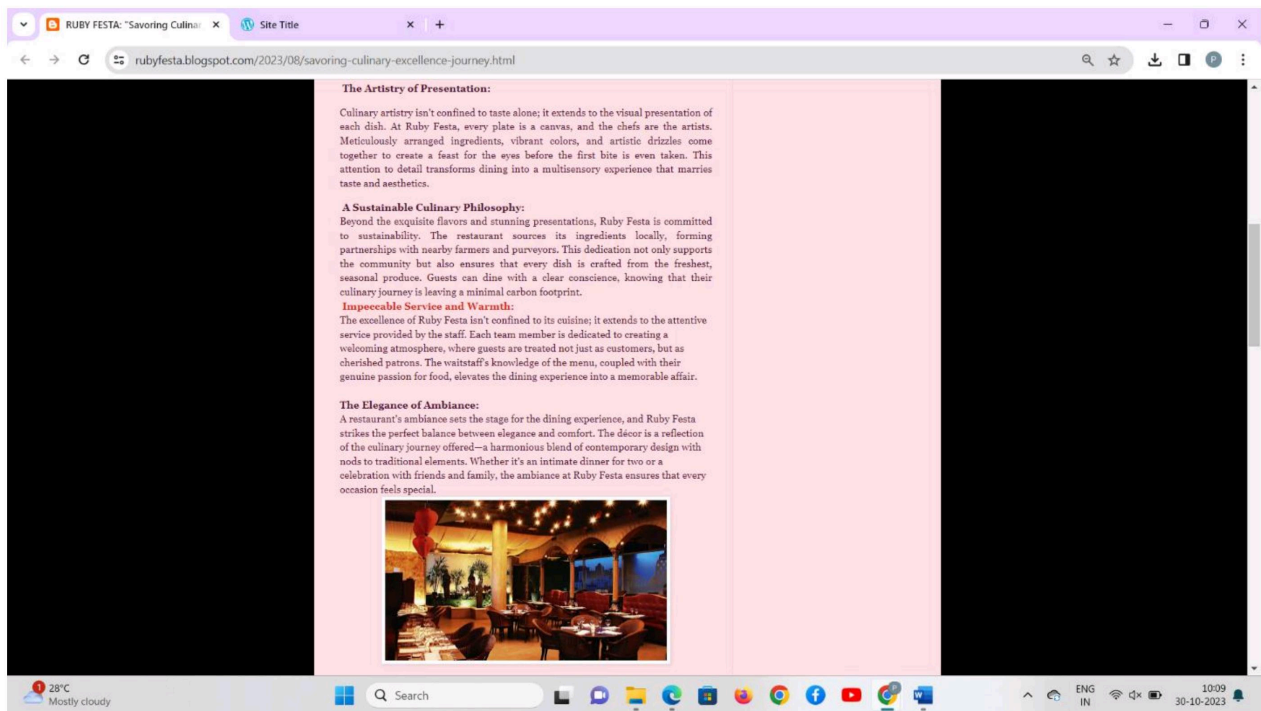 RUBY FESTA: "Savoring Culinar
Site Title
rubyfesta.blogspot.com/2023/08/savoring-culinary-excellence-journey.html
P
The Artistry of Presentation:
Culinary artistry isn't confined to taste alone; it extends to the visual presentation of
each dish. At Ruby Festa, every plate is a canvas, and the chefs are the artists.
Meticulously arranged ingredients, vibrant colors, and artistic drizzles come
together to create a feast for the eyes before the first bite is even taken. This
attention to detail transforms dining into a multisensory experience that marries
taste and aesthetics.
A Sustainable Culinary Philosophy:
Beyond the exquisite flavors and stunning presentations, Ruby Festa is committed
to sustainability. The restaurant sources its ingredients locally, forming
partnerships with nearby farmers and purveyors. This dedication not only supports
the community but also ensures that every dish is crafted from the freshest,
seasonal produce. Guests can dine with a clear conscience, knowing that their
culinary journey is leaving a minimal carbon footprint.
Impeccable Service and Warmth:
The excellence of Ruby Festa isn't confined to its cuisine; it extends to the attentive
service provided by the staff. Each team member is dedicated to creating a
welcoming atmosphere, where guests are treated not just as customers, but as
cherished patrons. The waitstaff's knowledge of the menu, coupled with their
genuine passion for food, elevates the dining experience into a memorable affair.
The Elegance of Ambiance:
A restaurant's ambiance sets the stage for the dining experience, and Ruby Festa
strikes the perfect balance between elegance and comfort. The décor is a reflection
of the culinary journey offered—a harmonious blend of contemporary design with
nods to traditional elements. Whether it's an intimate dinner for two or a
celebration with friends and family, the ambiance at Ruby Festa ensures that every
occasion feels special.
1
28°C
Mostly cloudy
Search
ENG
IN
10:09
30-10-2023